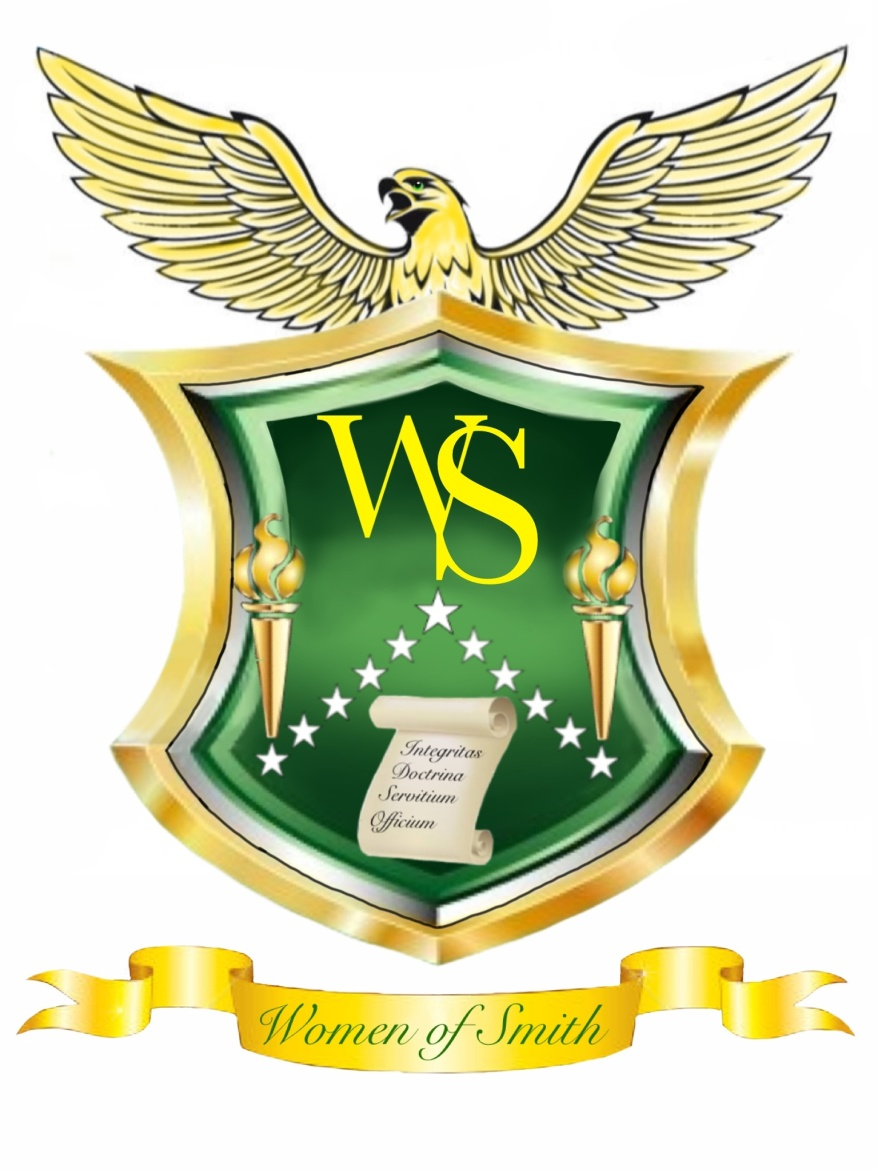 WS
Integritas
Doctrina
Servitium
Officium
Women of Smith